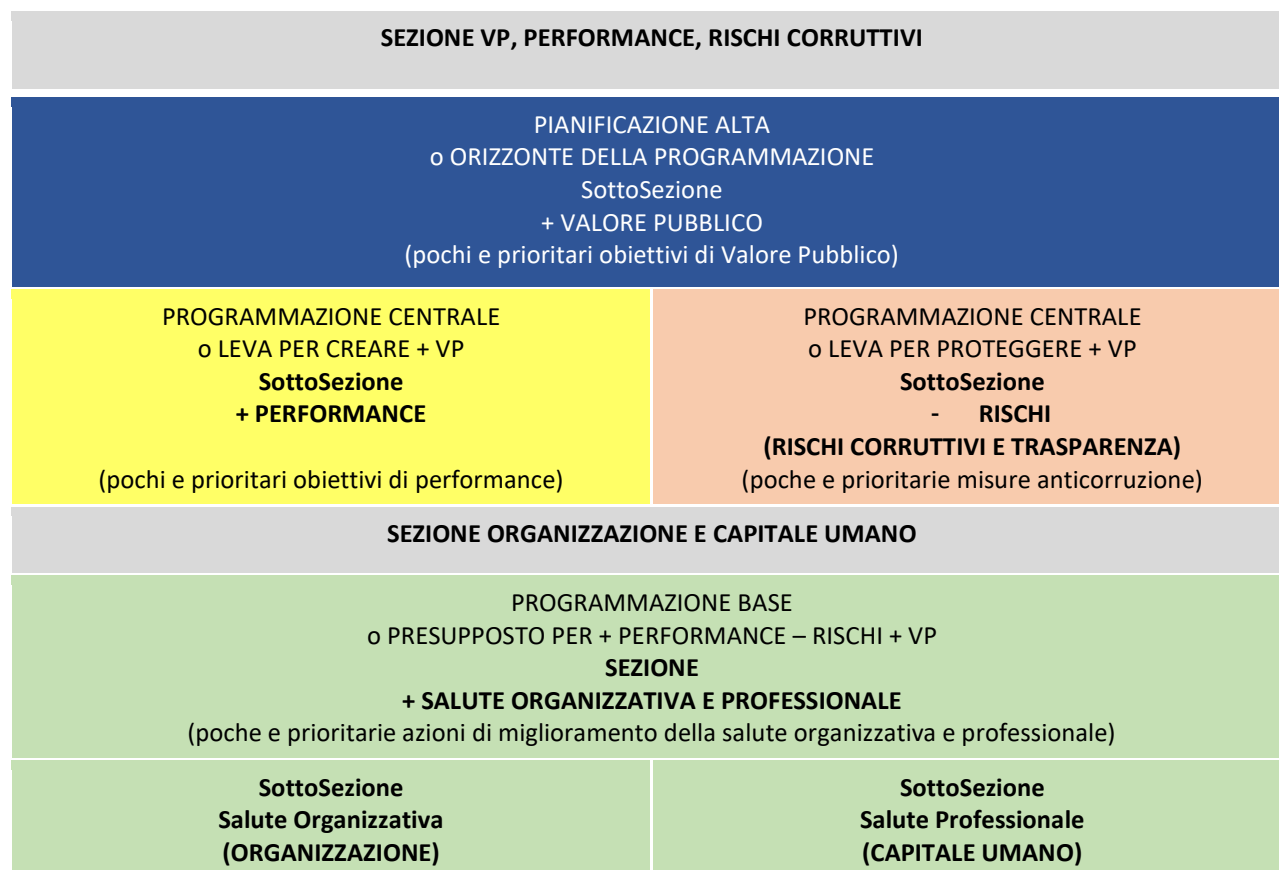 SEZIONE VP, PERFORMANCE, RISCHI CORRUTTIVI
PIANIFICAZIONE ALTA
o ORIZZONTE DELLA PROGRAMMAZIONE
SottoSezione
+ VALORE PUBBLICO
(pochi e prioritari obiettivi di Valore Pubblico)
PROGRAMMAZIONE CENTRALE
o LEVA PER CREARE + VP
SottoSezione
+ PERFORMANCE
(pochi e prioritari obiettivi di performance)
PROGRAMMAZIONE CENTRALE
o LEVA PER PROTEGGERE + VP
SottoSezione
- RISCHI
(RISCHI CORRUTTIVI E TRASPARENZA)
(poche e prioritarie misure anticorruzione)
SEZIONE ORGANIZZAZIONE E CAPITALE UMANO
PROGRAMMAZIONE BASE
o PRESUPPOSTO PER + PERFORMANCE – RISCHI + VP
SEZIONE
+ SALUTE ORGANIZZATIVA E PROFESSIONALE
(poche e prioritarie azioni di miglioramento della salute organizzativa e professionale)
SottoSezione
Salute Organizzativa
(ORGANIZZAZIONE)
SottoSezione
Salute Professionale
(CAPITALE UMANO)